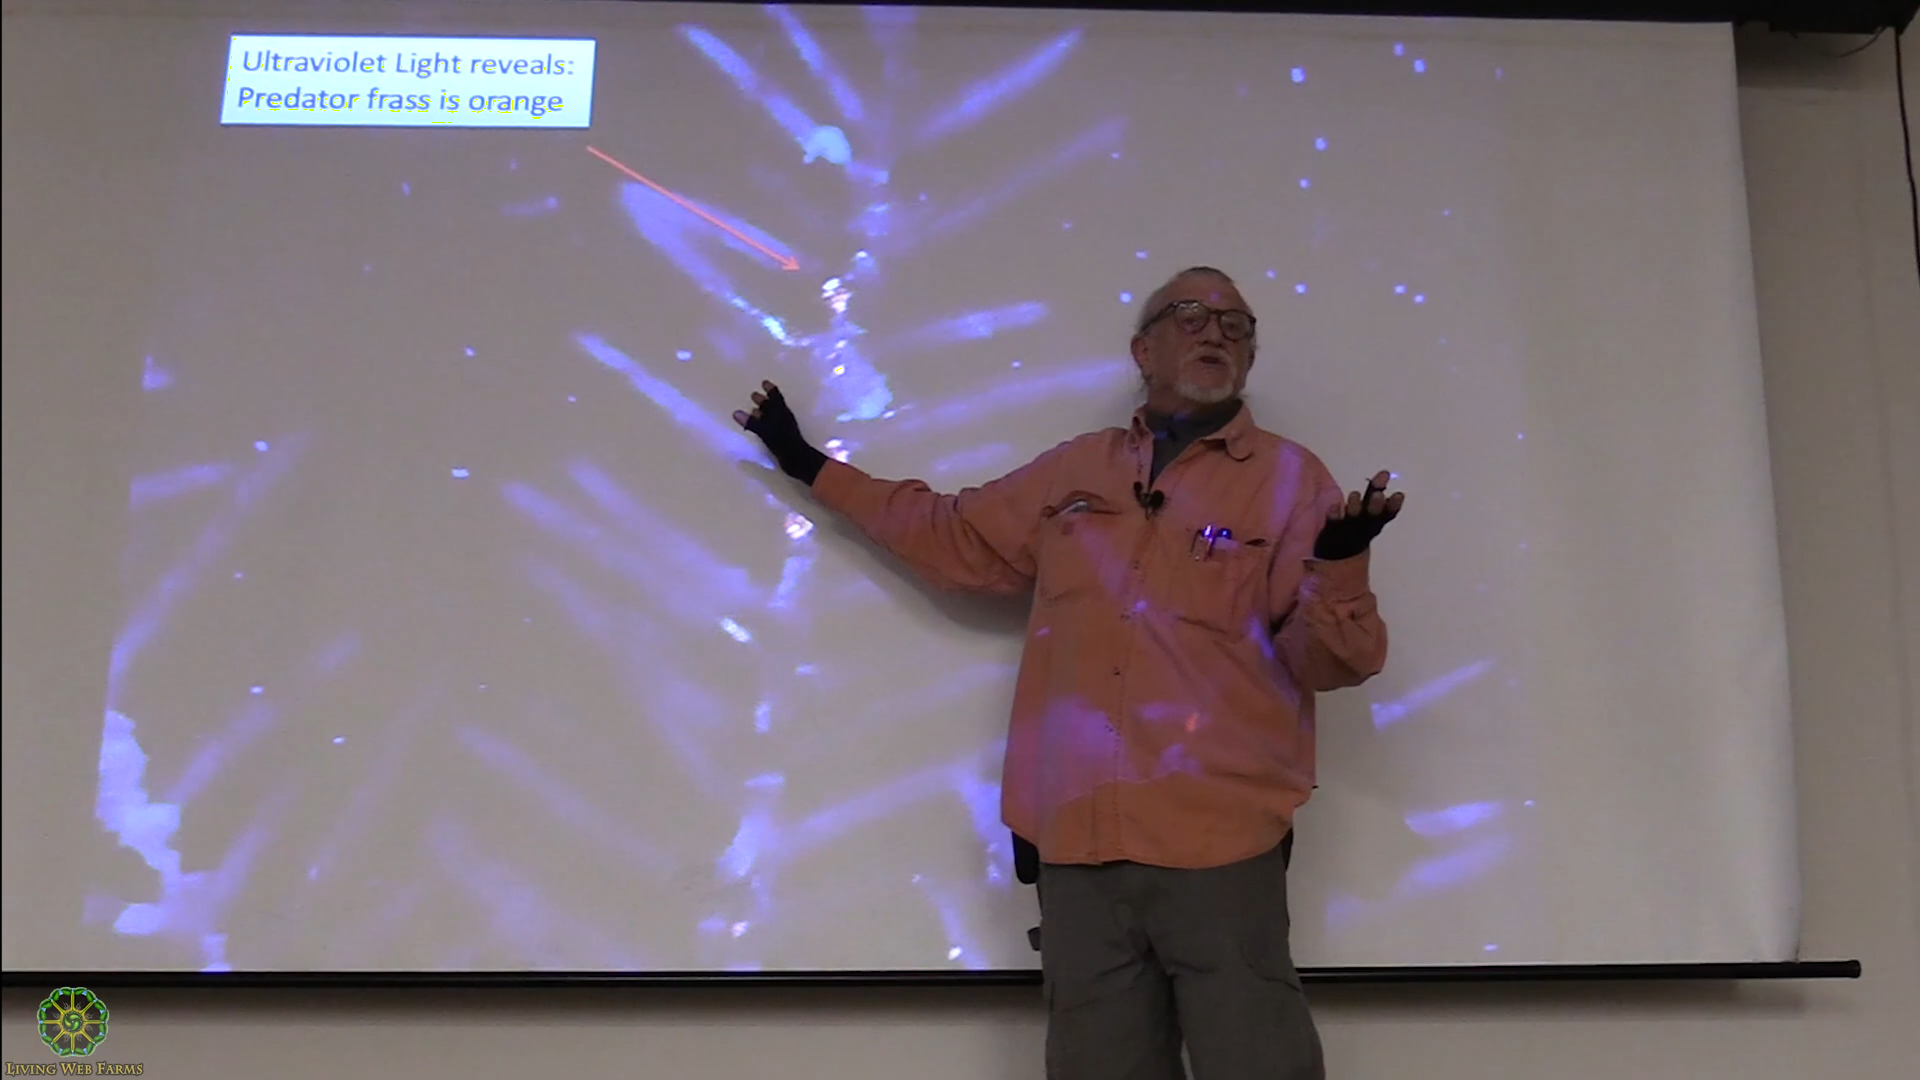 Ultraviolet Light reveals:
Predator frass is orange
LIVING WEB FARMS